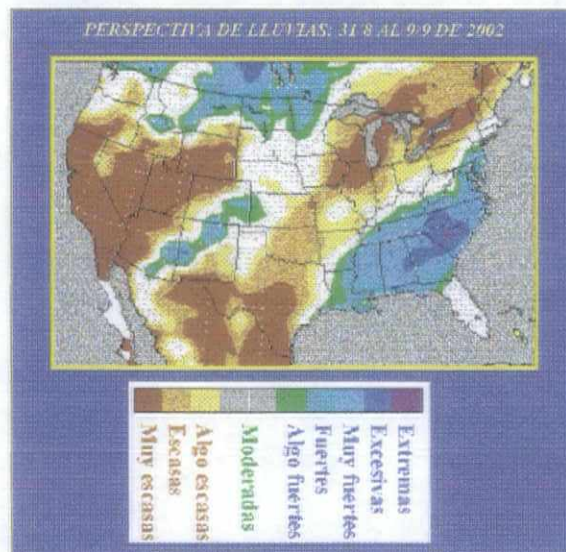 PERSPECTIVA DE LLUVIAS: 31 8 AL 9/9 DE 2002
Muy escasas
Escasas
Algo escasas
Moderadas
Algo fuertes
Fuertes
Muy fuertes
Excesivas
Extremas